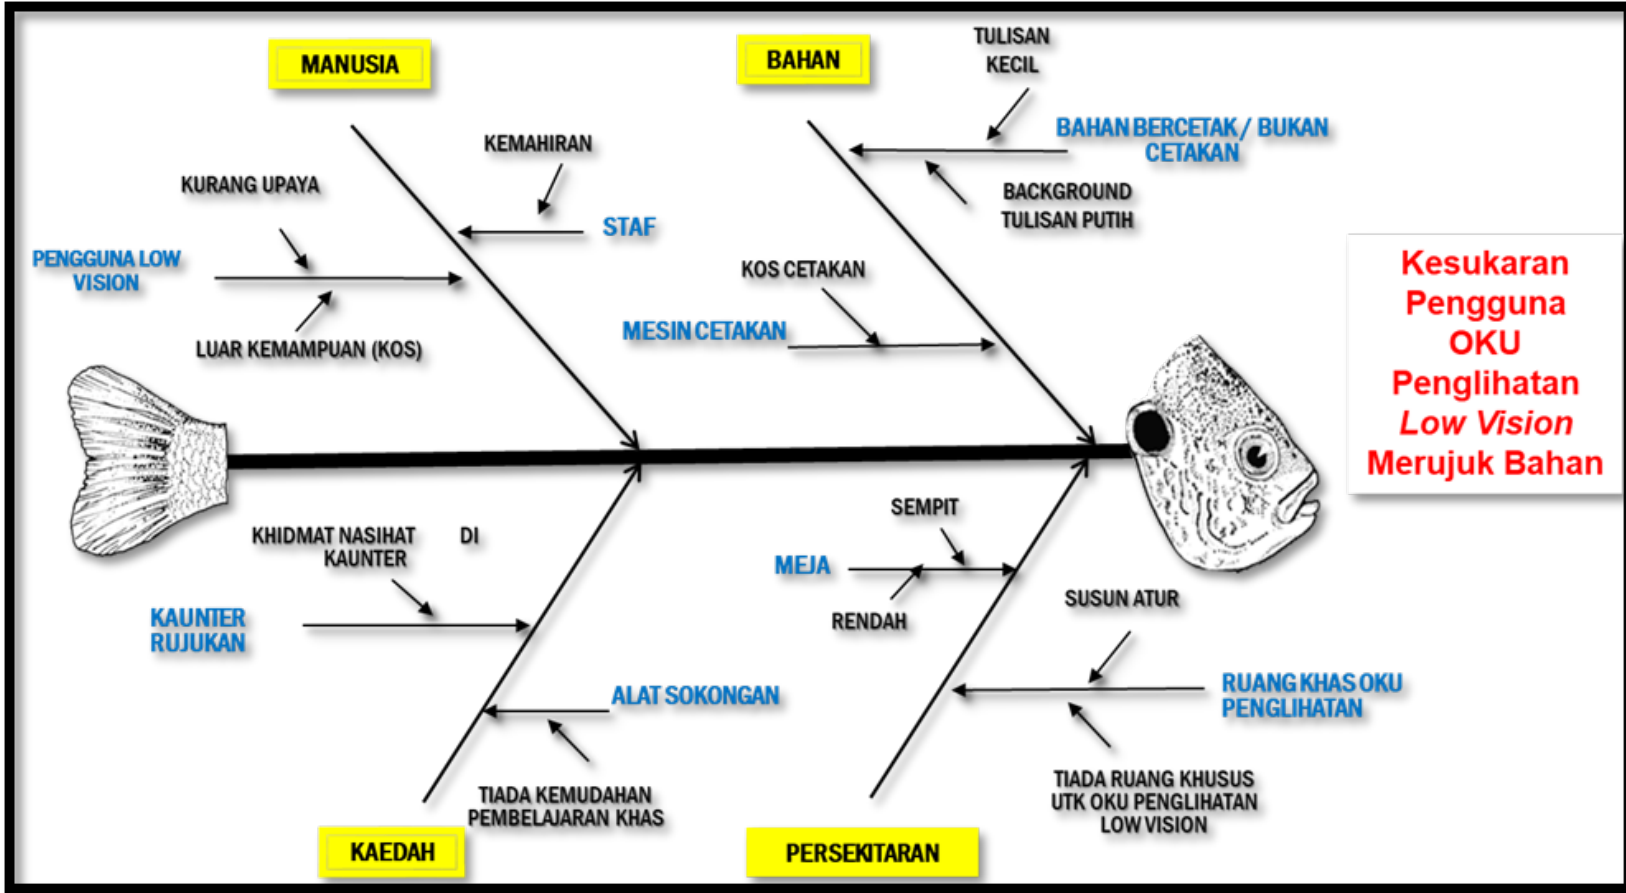 MANUSIA
KEMAHIRAN
STAF
KURANG UPAYA
PENGGUNA LOW
VISION
LUAR KEMAMPUAN (KOS)
BAHAN
TULISAN
KECIL
BAHAN BERCETAK / BUKAN
CETAKAN
BACKGROUND
TULISAN PUTIH
KOS CETAKAN
MESIN CETAKAN
Kesukaran
Pengguna
OKU
Penglihatan
Low Vision
Merujuk Bahan
KHIDMAT NASIHAT DI
KAUNTER
KAUNTER
RUJUKAN
ALAT SOKONGAN
TIADA KEMUDAHAN
PEMBELAJARAN KHAS
KAEDAH
SEMPIT
MEJA
RENDAH
SUSUN ATUR
RUANG KHAS OKU
PENGLIHATAN
TIADA RUANG KHUSUS
UTK OKU PENGLIHATAN
LOW VISION
PERSEKITARAN